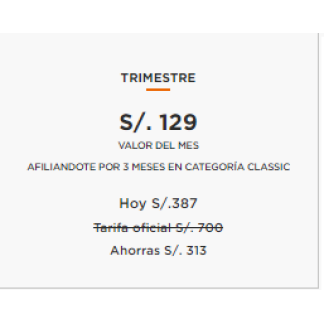 TRIMESTRE
S/. 129
VALOR DEL MES
AFILIANDOTE POR 3 MESES EN CATEGORÍA CLASSIC
Hoy S/.387
Tarifa oficial S/. 700
Ahorras S/. 313